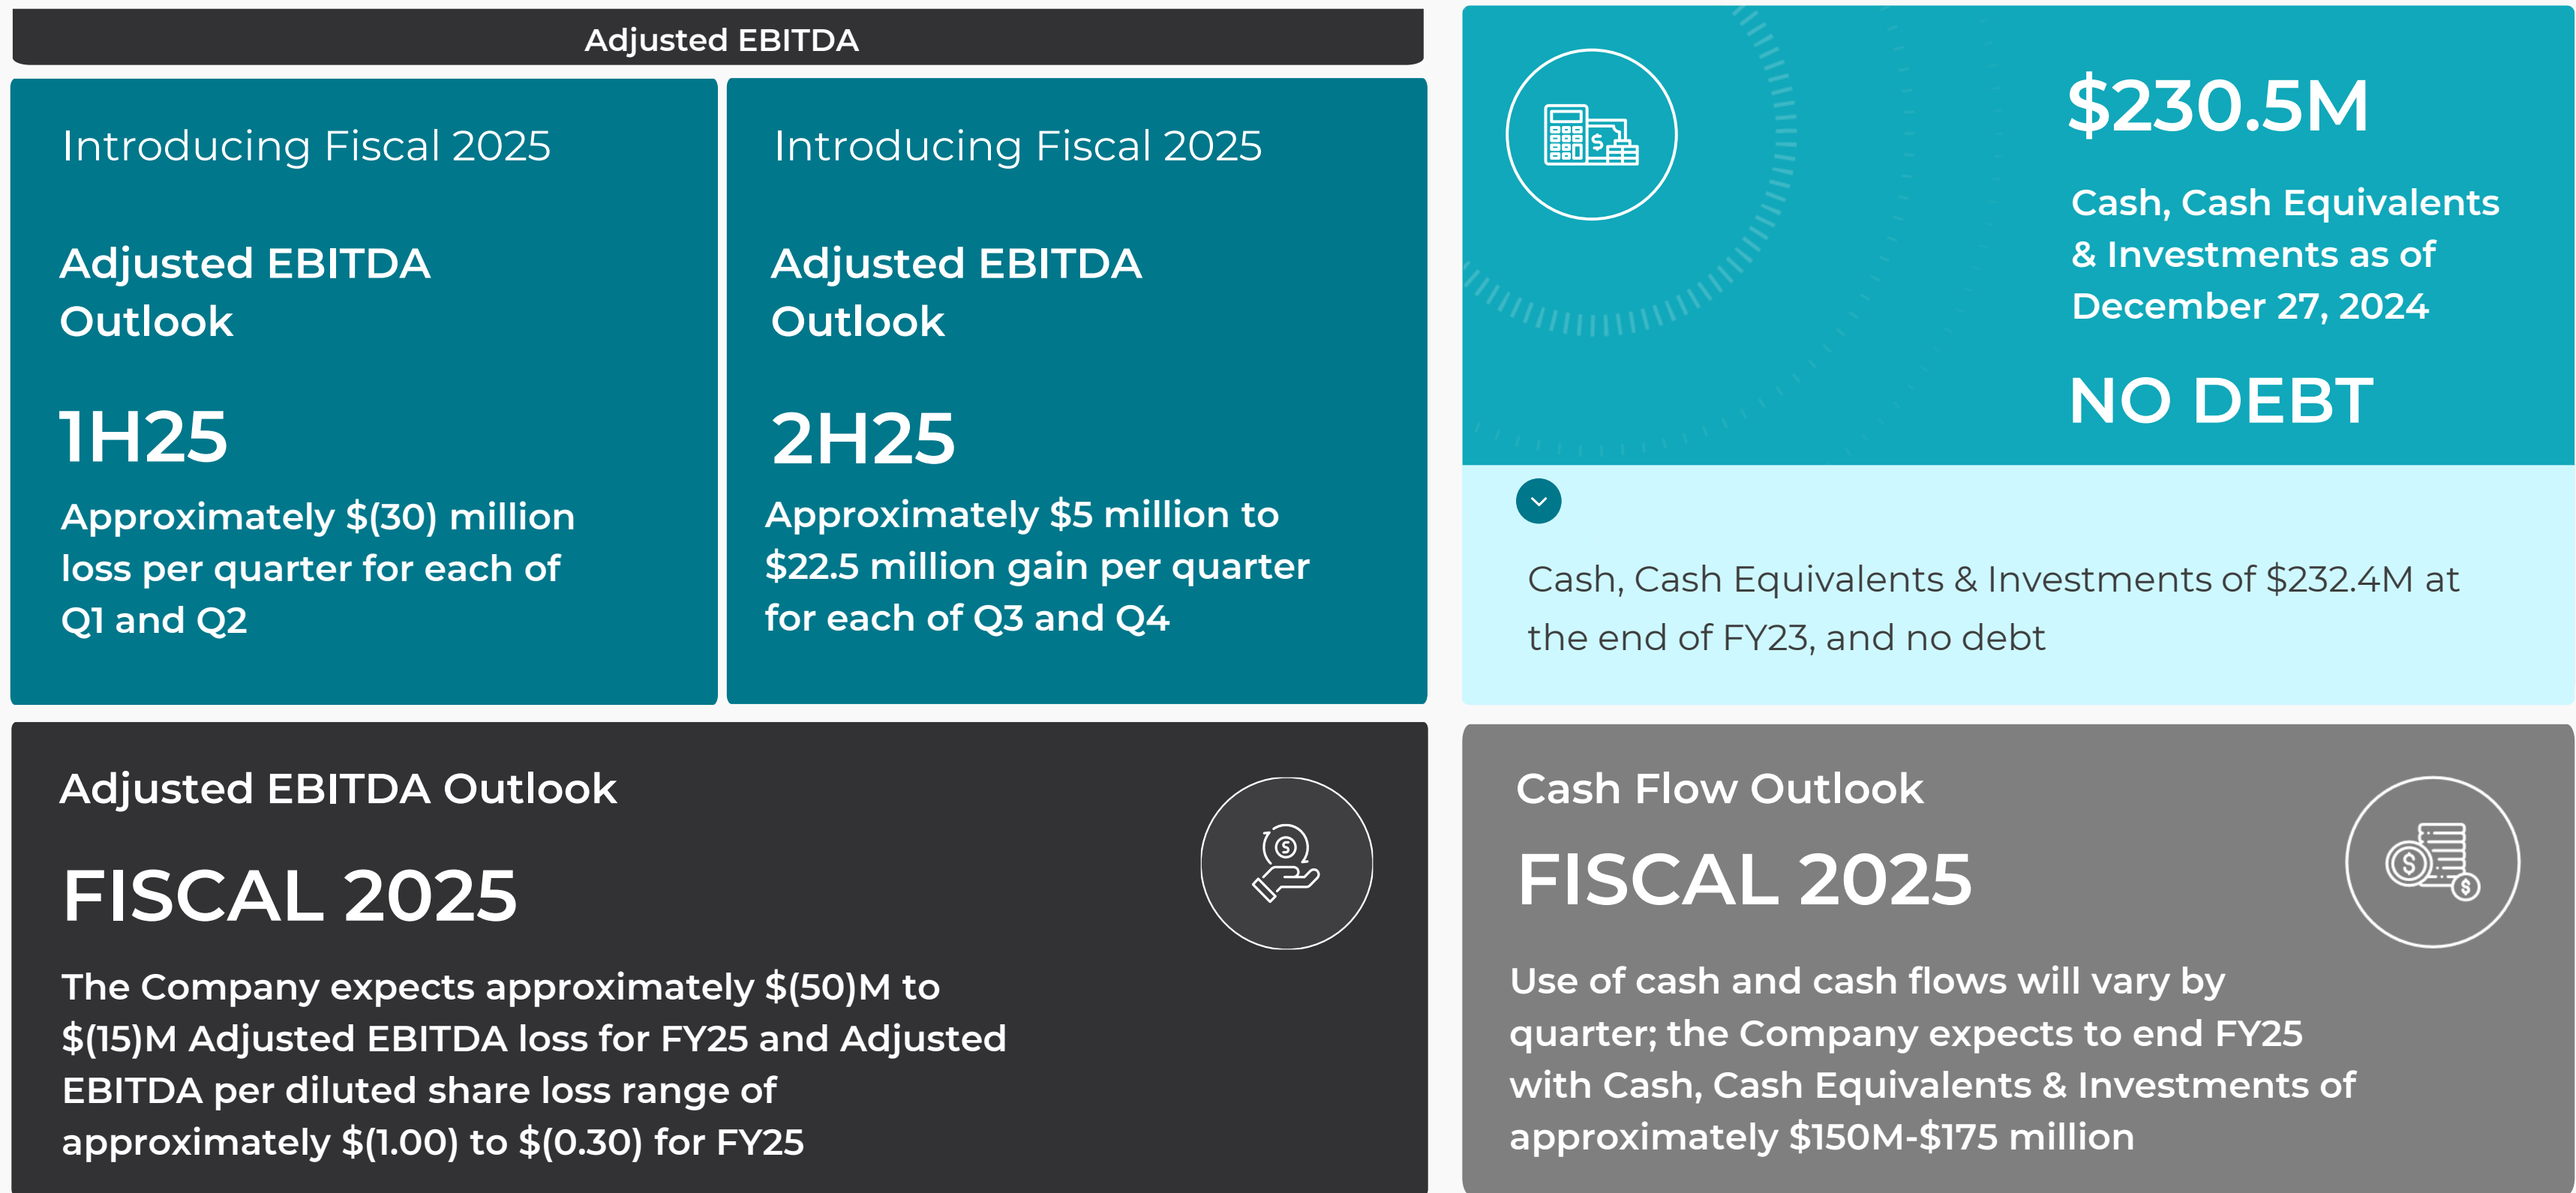 Adjusted EBITDA
Introducing Fiscal 2025
Adjusted EBITDA
Outlook
1H25
Approximately $(30) million
loss per quarter for each of
Q1 and Q2
Introducing Fiscal 2025
Adjusted EBITDA
Outlook
2H25
Approximately $5 million to
$22.5 million gain per quarter
for each of Q3 and Q4
$230.5M
Cash, Cash Equivalents
& Investments as of
December 27, 2024
NO DEBT
Cash, Cash Equivalents & Investments of $232.4M at
the end of FY23, and no debt
Adjusted EBITDA Outlook
FISCAL 2025
The Company expects approximately $(50)M to
$(15)M Adjusted EBITDA loss for FY25 and Adjusted
EBITDA per diluted share loss range of
approximately $(1.00) to $(0.30) for FY25
Cash Flow Outlook
FISCAL 2025
Use of cash and cash flows will vary by
quarter; the Company expects to end FY25
with Cash, Cash Equivalents & Investments of
approximately $150M-$175 million